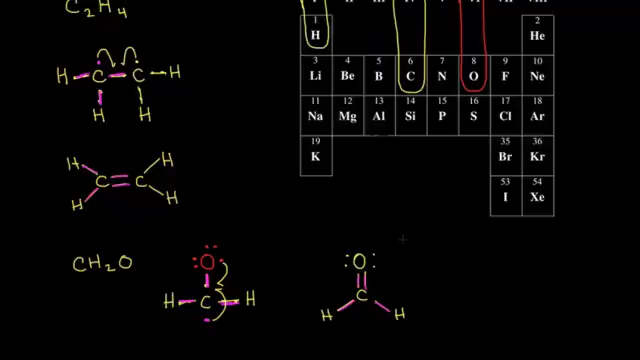 C2H4
1 2
H He
3 4 5 6 7 8 9 10
Li Be B C N O F Ne
11 12 13 14 15 16 17 18
Na Mg Al Si P S Cl Ar
19 35 36
K Br Kr
53 54
I Xe
H C C H
H H
H H
C C
H H
CH2O
:O:
H C H
:O:
C
H H